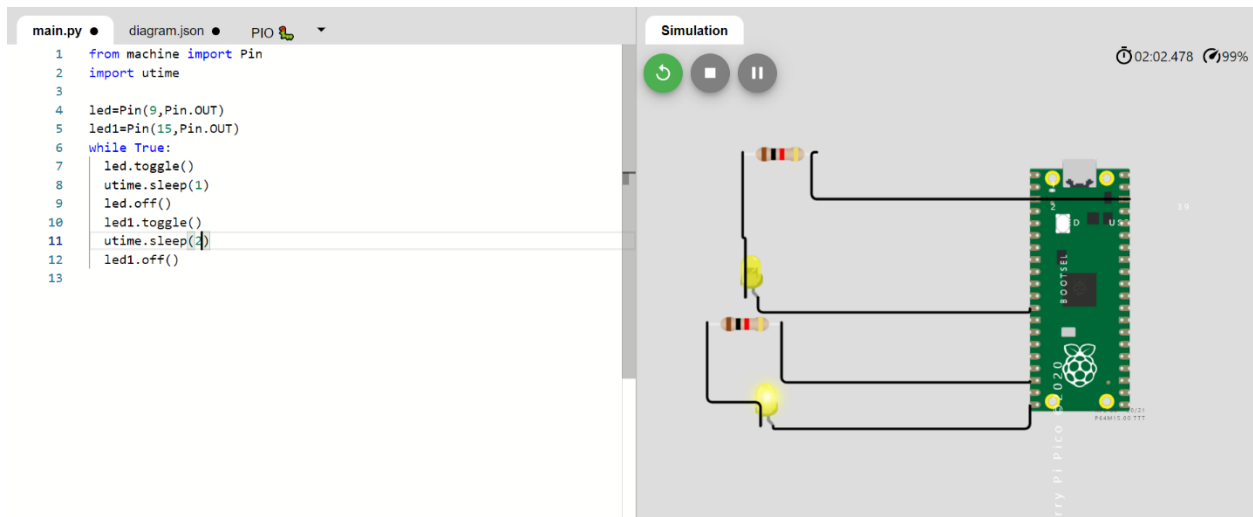 main.py ●
diagram.json ●
PIO
Simulation
02:02.478 99%
1 from machine import Pin
2 import utime
3
4 led=Pin(9,Pin.OUT)
5 led1=Pin(15,Pin.OUT)
6 while True:
7 led.toggle()
8 utime.sleep(1)
9 led.off()
10 led1.toggle()
11 utime.sleep(2)
12 led1.off()
13
2
BOOTSEL